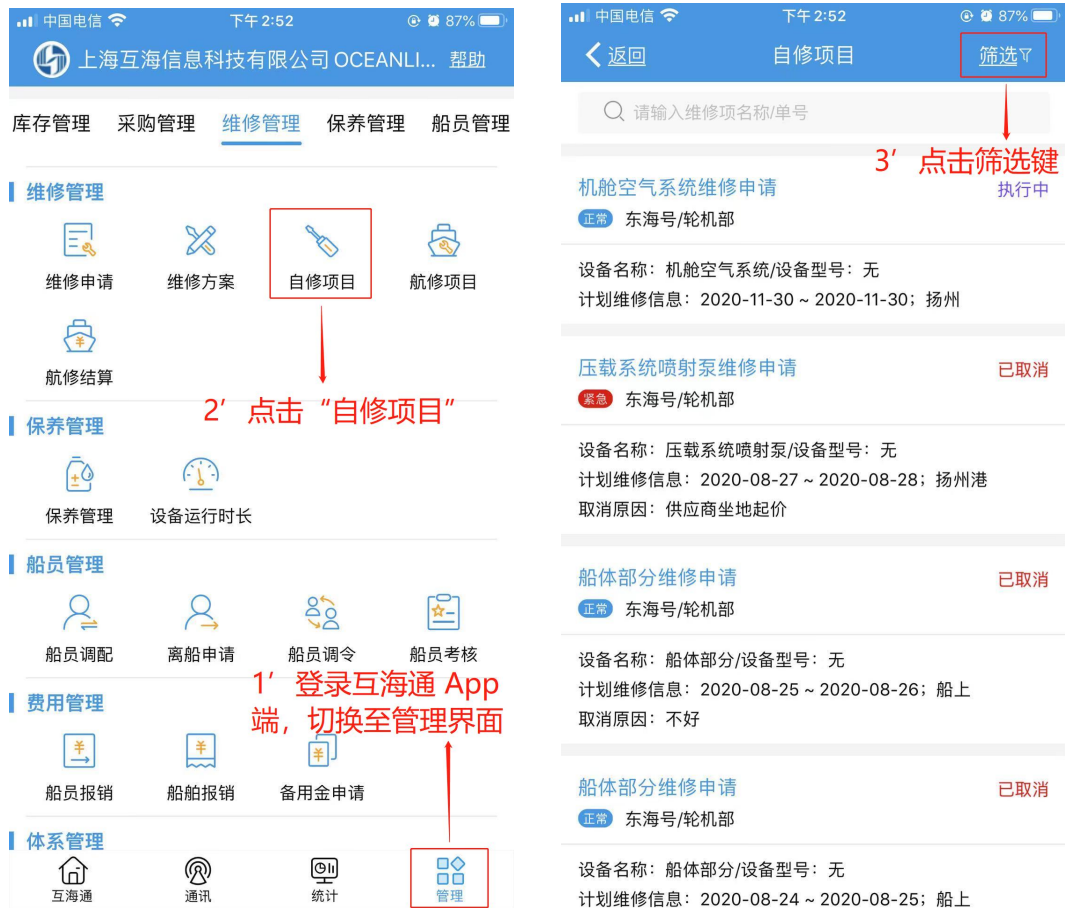 中国电信 下午 2:52 87%
上海互海信息科技有限公司 OCEANLI... 帮助
库存管理 采购管理 维修管理 保养管理 船员管理
维修管理
维修申请 维修方案 自修项目 航修项目
航修结算
2’ 点击“自修项目”
保养管理
保养管理 设备运行时长
船员管理
船员调配 离船申请 船员调令 船员考核
1’ 登录互海通 App
端，切换至管理界面
费用管理
船员报销 船舶报销 备用金申请
体系管理
互海通 通讯 统计 管理
中国电信 下午 2:52 87%
返回 自修项目 筛选
请输入维修项名称/单号
3’ 点击筛选键
机舱空气系统维修申请 执行中
正常 东海号/轮机部
设备名称：机舱空气系统/设备型号：无
计划维修信息：2020-11-30 ~ 2020-11-30；扬州
压载系统喷射泵维修申请 已取消
紧急 东海号/轮机部
设备名称：压载系统喷射泵/设备型号：无
计划维修信息：2020-08-27 ~ 2020-08-28；扬州港
取消原因：供应商坐地起价
船体部分维修申请 已取消
正常 东海号/轮机部
设备名称：船体部分/设备型号：无
计划维修信息：2020-08-25 ~ 2020-08-26；船上
取消原因：不好
船体部分维修申请 已取消
正常 东海号/轮机部
设备名称：船体部分/设备型号：无
计划维修信息：2020-08-24 ~ 2020-08-25；船上